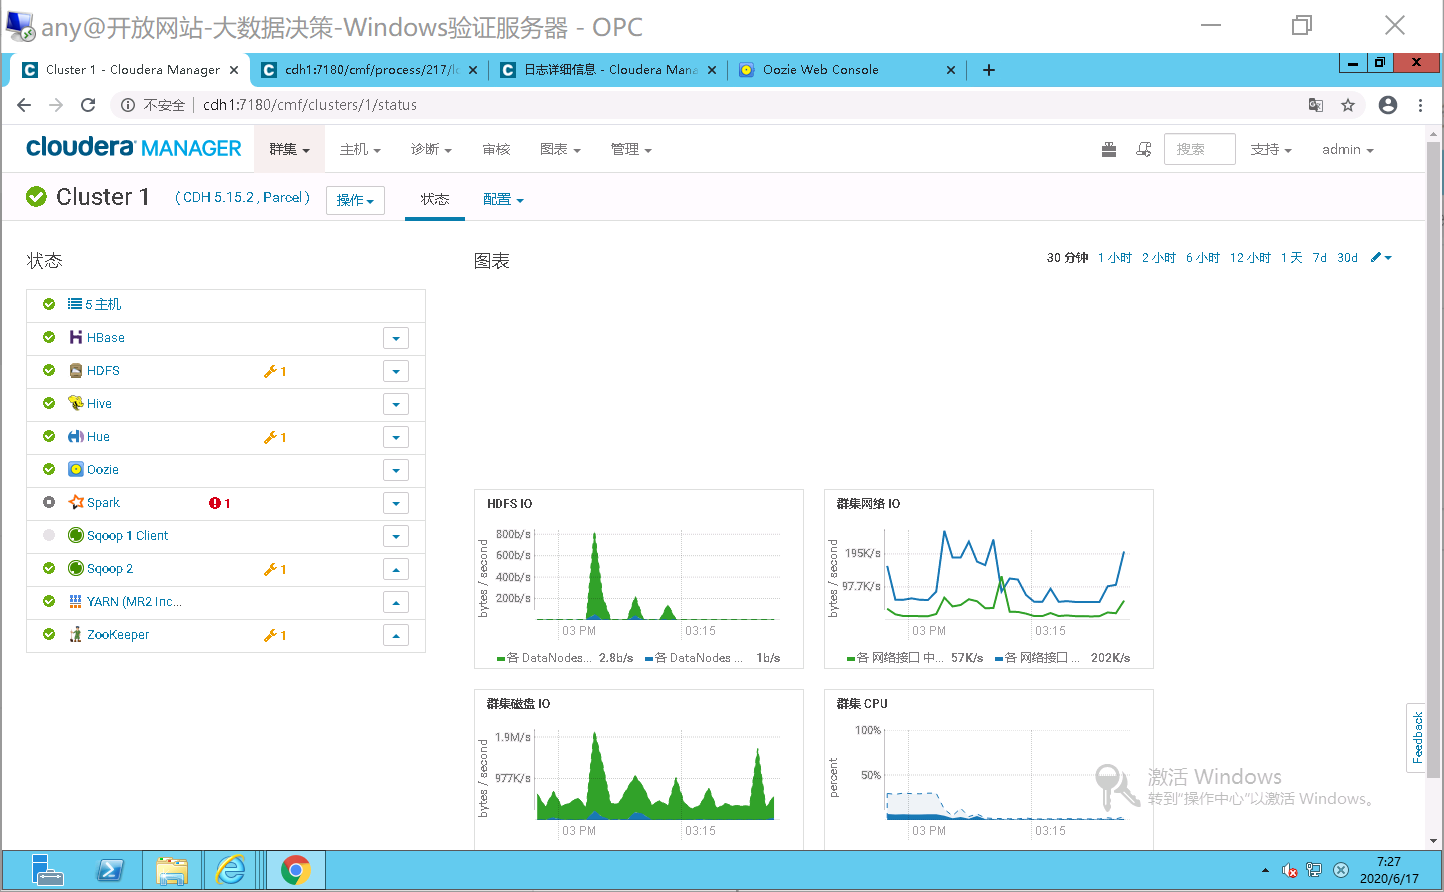 any@开放网站-大数据决策-Windows验证服务器 - OPC
Cluster 1 - Cloudera Manager
cdh1:7180/cmf/process/217/lo
日志详细信息 - Cloudera Mana
Oozie Web Console
不安全 | cdh1:7180/cmf/clusters/1/status
cloudera MANAGER 群集 主机 诊断 审核 图表 管理 搜索 支持 admin
Cluster 1 (CDH 5.15.2, Parcel) 操作 状态 配置
状态
5 主机
HBase
HDFS 1
Hive
Hue 1
Oozie
Spark 1
Sqoop 1 Client
Sqoop 2 1
YARN (MR2 Inc...
ZooKeeper 1
图表
30 分钟 1 小时 2 小时 6 小时 12 小时 1 天 7d 30d
HDFS IO
bytes / second
800b/s
600b/s
400b/s
200b/s
03 PM 03:15
各 DataNodes... 2.8b/s 各 DataNodes ... 1b/s
群集网络 IO
bytes / second
195K/s
97.7K/s
03 PM 03:15
各 网络接口 中... 57K/s 各 网络接口 ... 202K/s
群集磁盘 IO
bytes / second
1.9M/s
977K/s
03 PM 03:15
群集 CPU
percent
100%
50%
03 PM 03:15
Feedback
激活 Windows
转到“操作中心”以激活 Windows。
7:27
2020/6/17